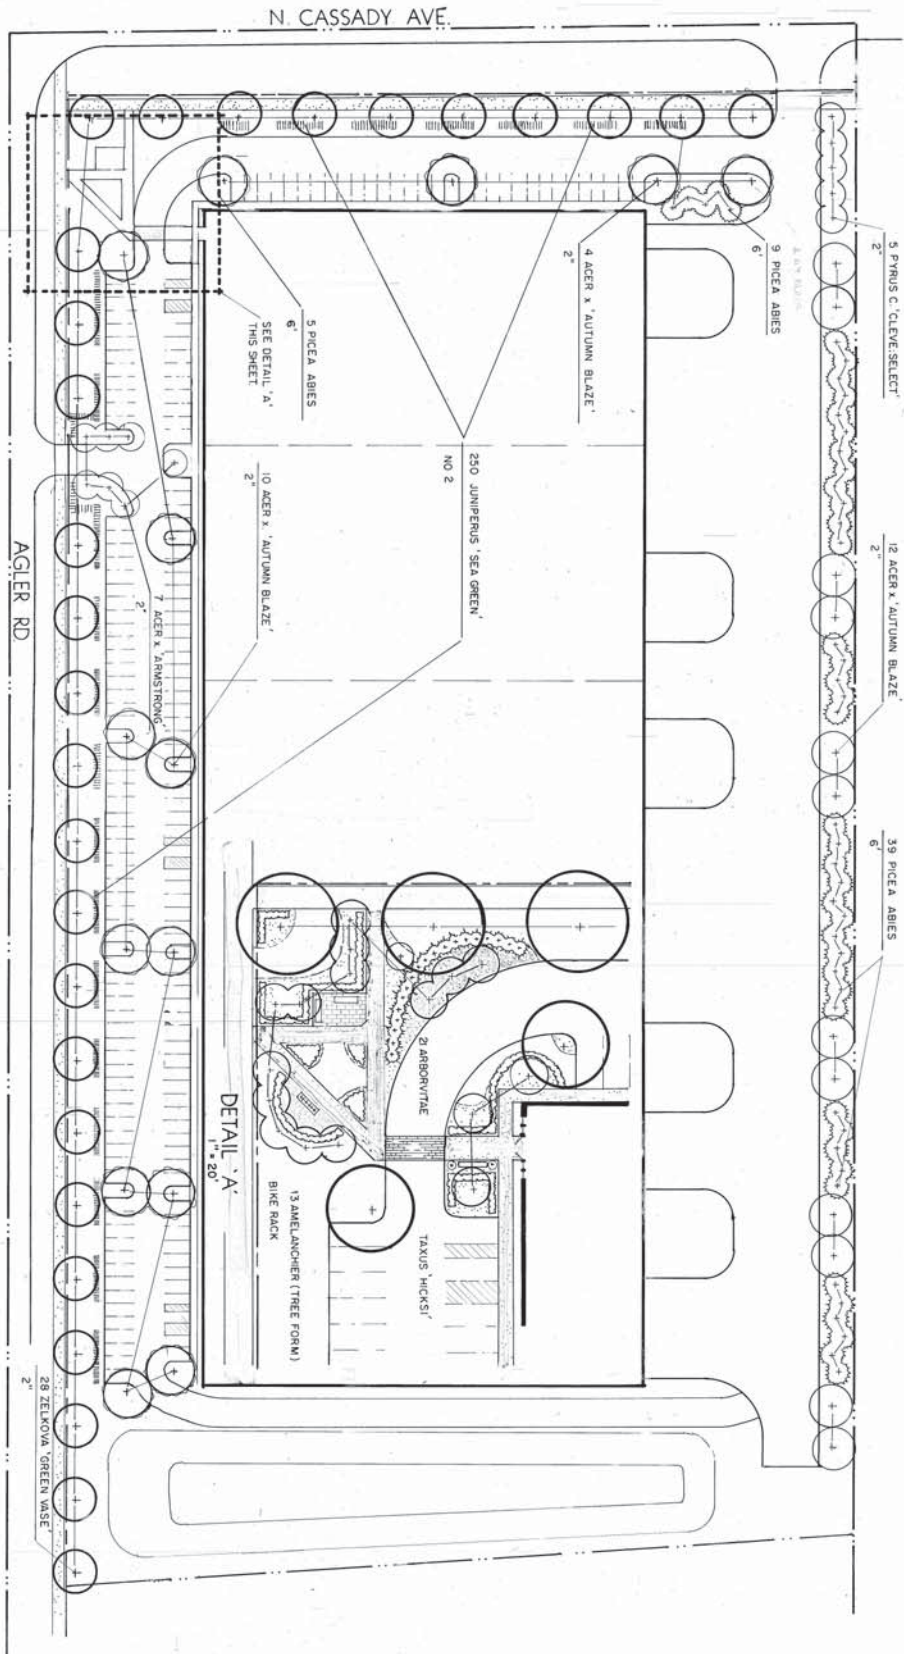 N. CASSADY AVE.
5 PYRUS C. 'CLEVE.SELECT'
2"
9 PICEA ABIES
6'
4 ACER x 'AUTUMN BLAZE'
2"
5 PICEA ABIES
6'
SEE DETAIL 'A'
THIS SHEET.
250 JUNIPERUS 'SEA GREEN'
NO 2
10 ACER x. 'AUTUMN BLAZE'
2"
12 ACER x. 'AUTUMN BLAZE'
2"
7 ACER x 'ARMSTRONG'
2"
AGLER RD.
39 PICEA ABIES
6'
21 ARBORVITAE
DETAIL 'A'
1" = 20'
TAXUS 'HICKSI'
13 AMELANCHIER (TREE FORM)
BIKE RACK
28 ZELKOVA 'GREEN VASE'
2"